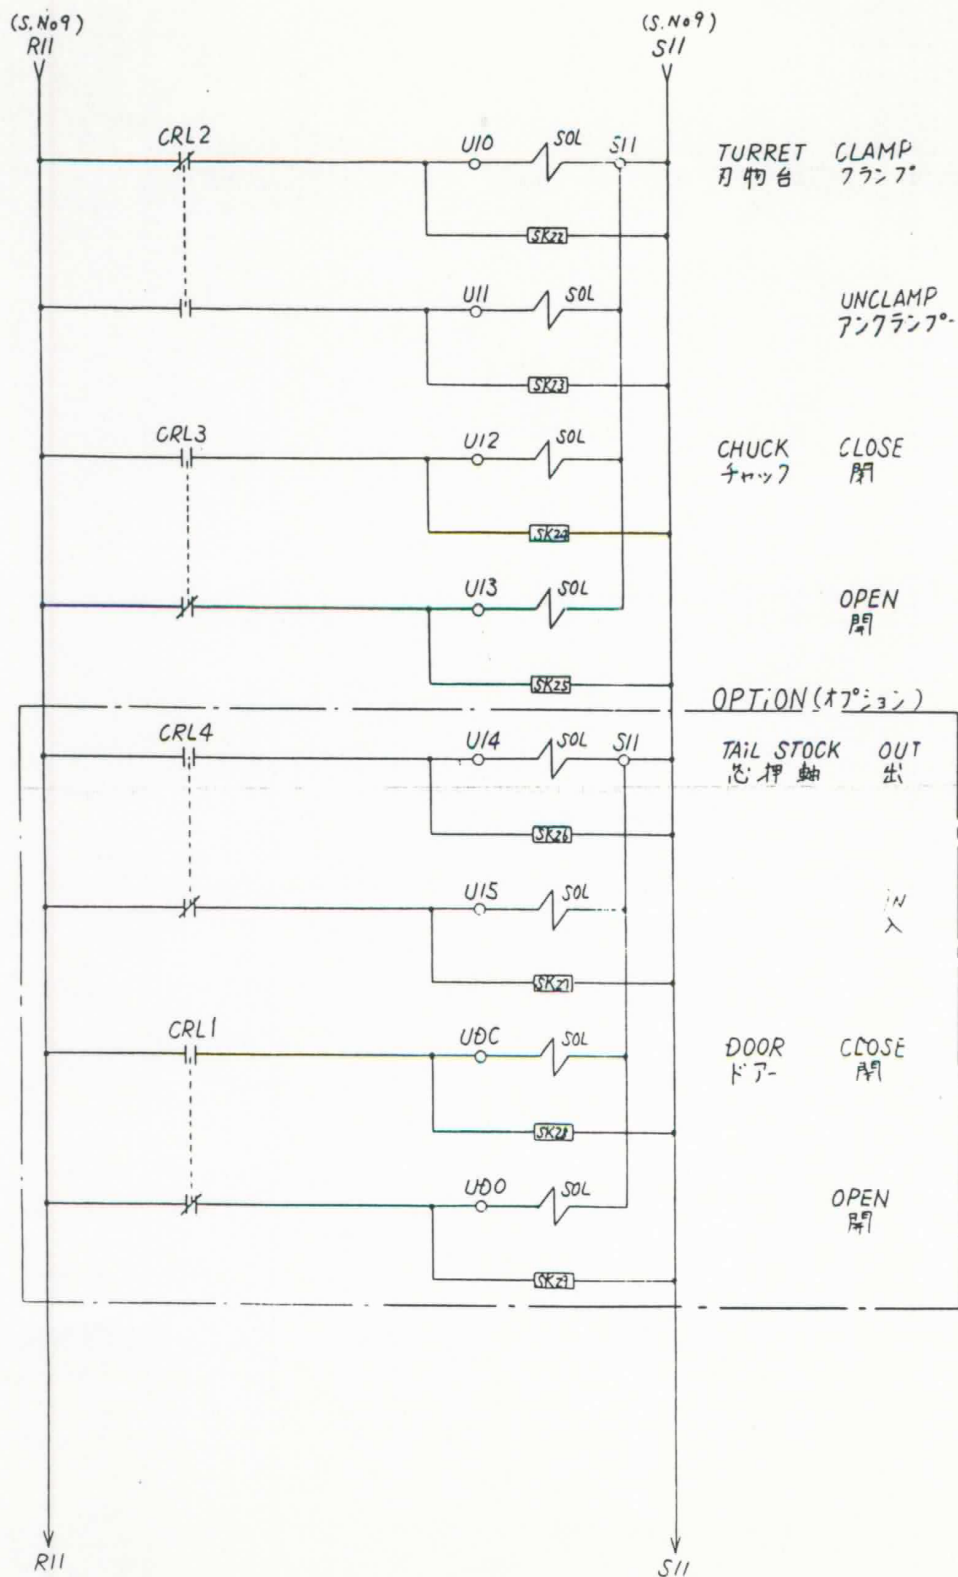 (S.No9)
R11
(S.No9)
S11
CRL2
U10
SOL
S11
TURRET CLAMP
刃物台 クランプ
SK22
U11
SOL
UNCLAMP
アンクランプ
SK23
CRL3
U12
SOL
CHUCK CLOSE
チャック 閉
SK24
U13
SOL
OPEN
開
SK25
OPTiON (オプション)
CRL4
U14
SOL
S11
TAiL STOCK OUT
芯押軸 出
SK26
U15
SOL
iN
入
SK27
CRL1
UDC
SOL
DOOR CLOSE
ドアー 閉
SK28
UDO
SOL
OPEN
開
SK29
R11
S11